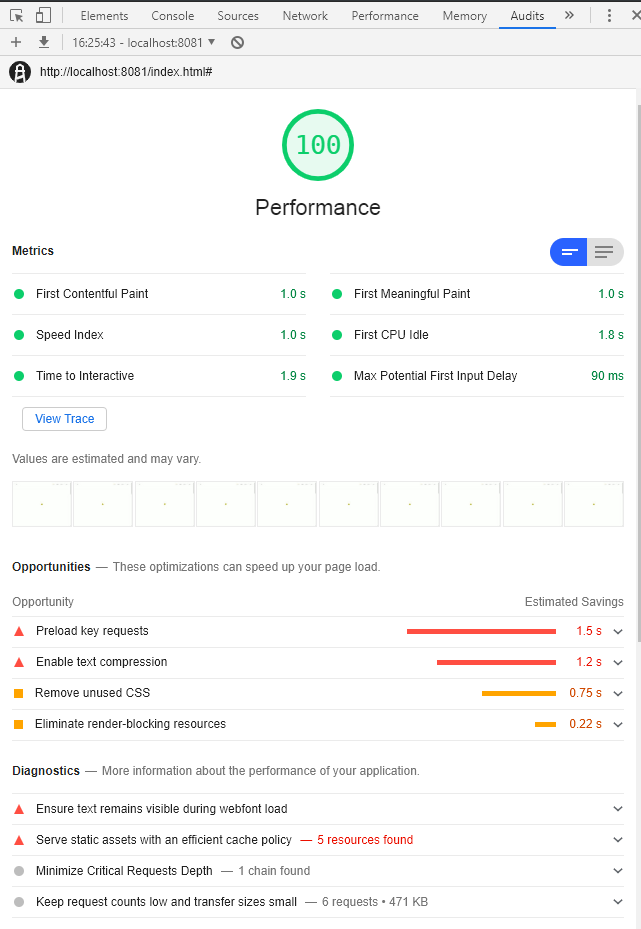 Elements Console Sources Network Performance Memory Audits »
16:25:43 - localhost:8081 ▼
http://localhost:8081/index.html#
100
Performance
Metrics
First Contentful Paint 1.0 s First Meaningful Paint 1.0 s
Speed Index 1.0 s First CPU Idle 1.8 s
Time to Interactive 1.9 s Max Potential First Input Delay 90 ms
View Trace
Values are estimated and may vary.
Opportunities — These optimizations can speed up your page load.
Opportunity Estimated Savings
Preload key requests 1.5 s
Enable text compression 1.2 s
Remove unused CSS 0.75 s
Eliminate render-blocking resources 0.22 s
Diagnostics — More information about the performance of your application.
Ensure text remains visible during webfont load
Serve static assets with an efficient cache policy — 5 resources found
Minimize Critical Requests Depth — 1 chain found
Keep request counts low and transfer sizes small — 6 requests • 471 KB